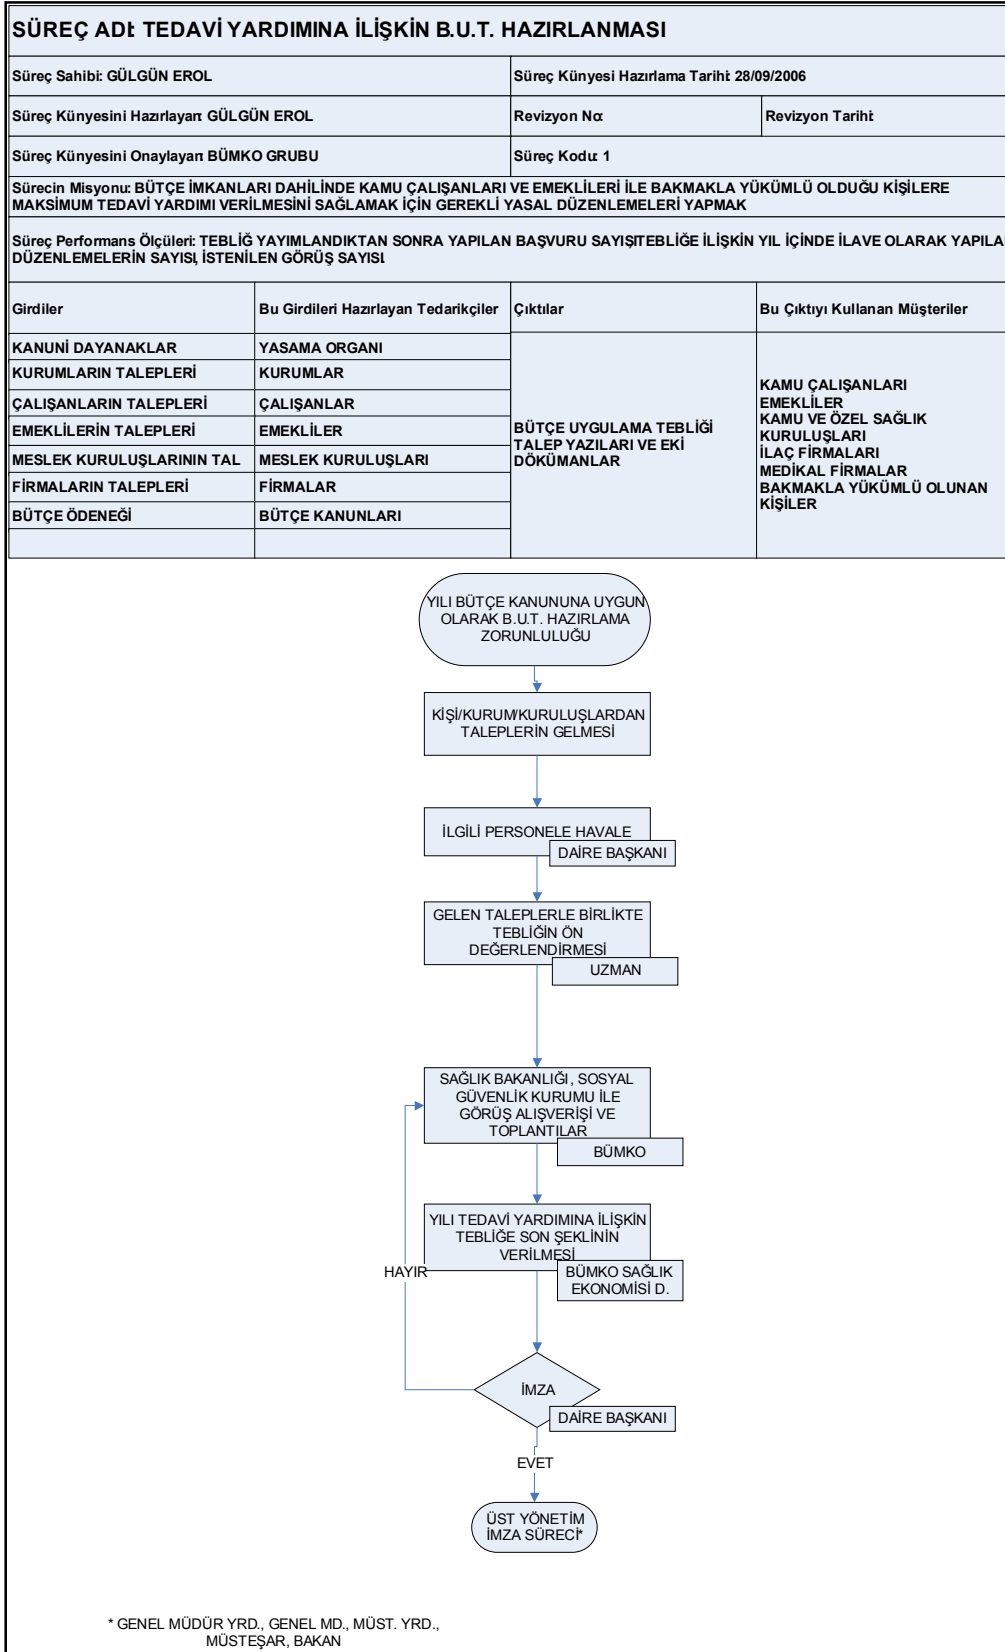 SÜREÇ ADI: TEDAVİ YARDIMINA İLİŞKİN B.U.T. HAZIRLANMASI
Süreç Sahibi: GÜLGÜN EROL
Süreç Künyesi Hazırlama Tarihi: 28/09/2006
Süreç Künyesini Hazırlayan: GÜLGÜN EROL
Revizyon No:
Revizyon Tarihi:
Süreç Künyesini Onaylayan: BÜMKO GRUBU
Süreç Kodu: 1
Sürecin Misyonu: BÜTÇE İMKANLARI DAHİLİNDE KAMU ÇALIŞANLARI VE EMEKLİLERİ İLE BAKMAKLA YÜKÜMLÜ OLDUĞU KİŞİLERE
MAKSİMUM TEDAVİ YARDIMI VERİLMESİNİ SAĞLAMAK İÇİN GEREKLİ YASAL DÜZENLEMELERİ YAPMAK
Süreç Performans Ölçüleri: TEBLİĞ YAYIMLANDIKTAN SONRA YAPILAN BAŞVURU SAYISI, TEBLİĞE İLİŞKİN YIL İÇİNDE İLAVE OLARAK YAPILA
DÜZENLEMELERİN SAYISI, İSTENİLEN GÖRÜŞ SAYISI.
Girdiler
Bu Girdileri Hazırlayan Tedarikçiler
Çıktılar
Bu Çıktıyı Kullanan Müşteriler
KANUNİ DAYANAKLAR
YASAMA ORGANI
KURUMLARIN TALEPLERİ
KURUMLAR
ÇALIŞANLARIN TALEPLERİ
ÇALIŞANLAR
EMEKLİLERİN TALEPLERİ
EMEKLİLER
MESLEK KURULUŞLARININ TAL
MESLEK KURULUŞLARI
FİRMALARIN TALEPLERİ
FİRMALAR
BÜTÇE ÖDENEĞİ
BÜTÇE KANUNLARI
BÜTÇE UYGULAMA TEBLİĞİ
TALEP YAZILARI VE EKİ
DÖKÜMANLAR
KAMU ÇALIŞANLARI
EMEKLİLER
KAMU VE ÖZEL SAĞLIK
KURULUŞLARI
İLAÇ FİRMALARI
MEDİKAL FİRMALAR
BAKMAKLA YÜKÜMLÜ OLUNAN
KİŞİLER
YILI BÜTÇE KANUNUNA UYGUN
OLARAK B.U.T. HAZIRLAMA
ZORUNLULUĞU
KİŞİ/KURUM/KURULUŞLARDAN
TALEPLERİN GELMESİ
İLGİLİ PERSONELE HAVALE
DAİRE BAŞKANI
GELEN TALEPLERLE BİRLİKTE
TEBLİĞİN ÖN
DEĞERLENDİRMESİ
UZMAN
SAĞLIK BAKANLIĞI, SOSYAL
GÜVENLİK KURUMU İLE
GÖRÜŞ ALIŞVERİŞİ VE
TOPLANTILAR
BÜMKO
YILI TEDAVİ YARDIMINA İLİŞKİN
TEBLİĞE SON ŞEKLİNİN
VERİLMESİ
BÜMKO SAĞLIK
EKONOMİSİ D.
HAYIR
İMZA
DAİRE BAŞKANI
EVET
ÜST YÖNETİM
İMZA SÜRECİ*
* GENEL MÜDÜR YRD., GENEL MD., MÜST. YRD.,
MÜSTEŞAR, BAKAN